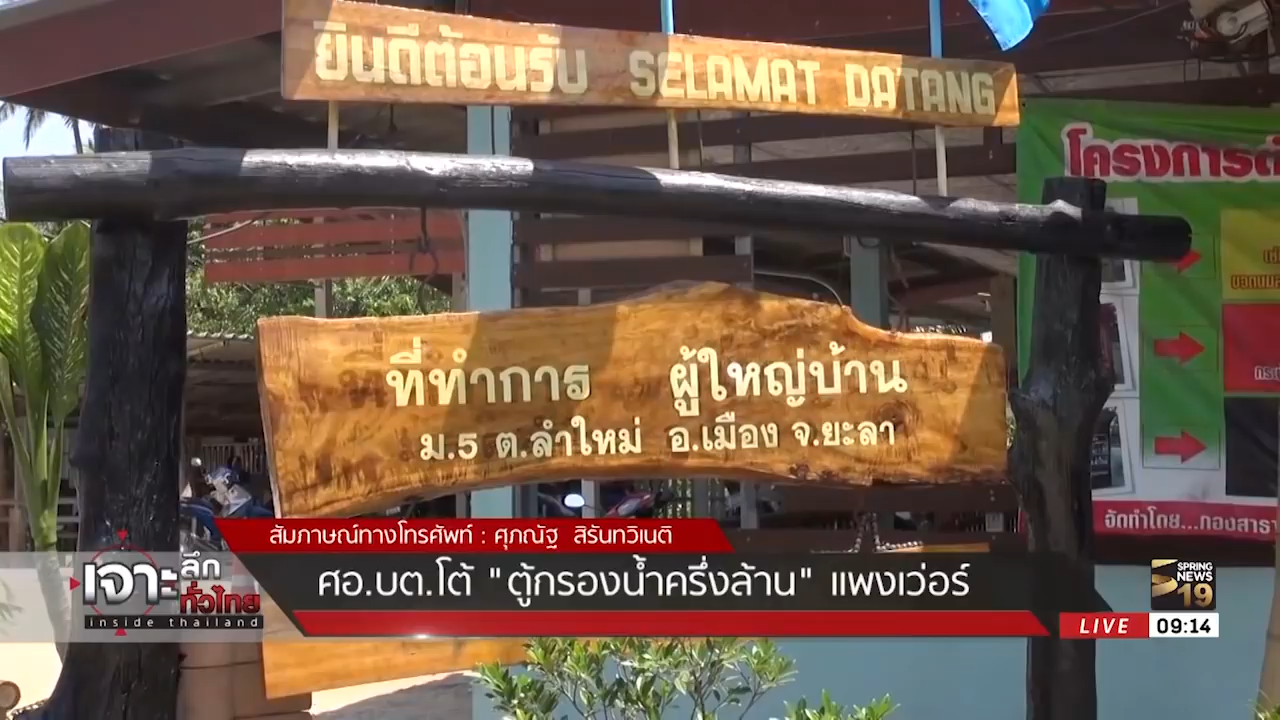 ยินดีต้อนรับ SELAMAT DATANG
โครงการ
ที่ทำการ ผู้ใหญ่บ้าน
ม.5 ต.ลำใหม่ อ.เมือง จ.ยะลา
จัดทำโดย...กองสาธา
สัมภาษณ์ทางโทรศัพท์ : ศุภณัฐ สิรันทวิเนติ
ศอ.บต.โต้ "ตู้กรองน้ำครึ่งล้าน" แพงเว่อร์
เจาะลึกทั่วไทย
inside thailand
SPRING NEWS 19
LIVE 09:14